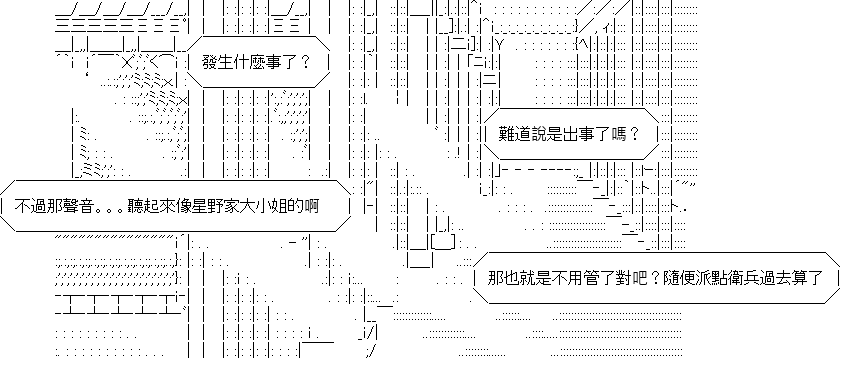 發生什麼事了？
難道說是出事了嗎？
不過那聲音。。。聽起來像星野家大小姐的啊
那也就是不用管了對吧？隨便派點衛兵過去算了